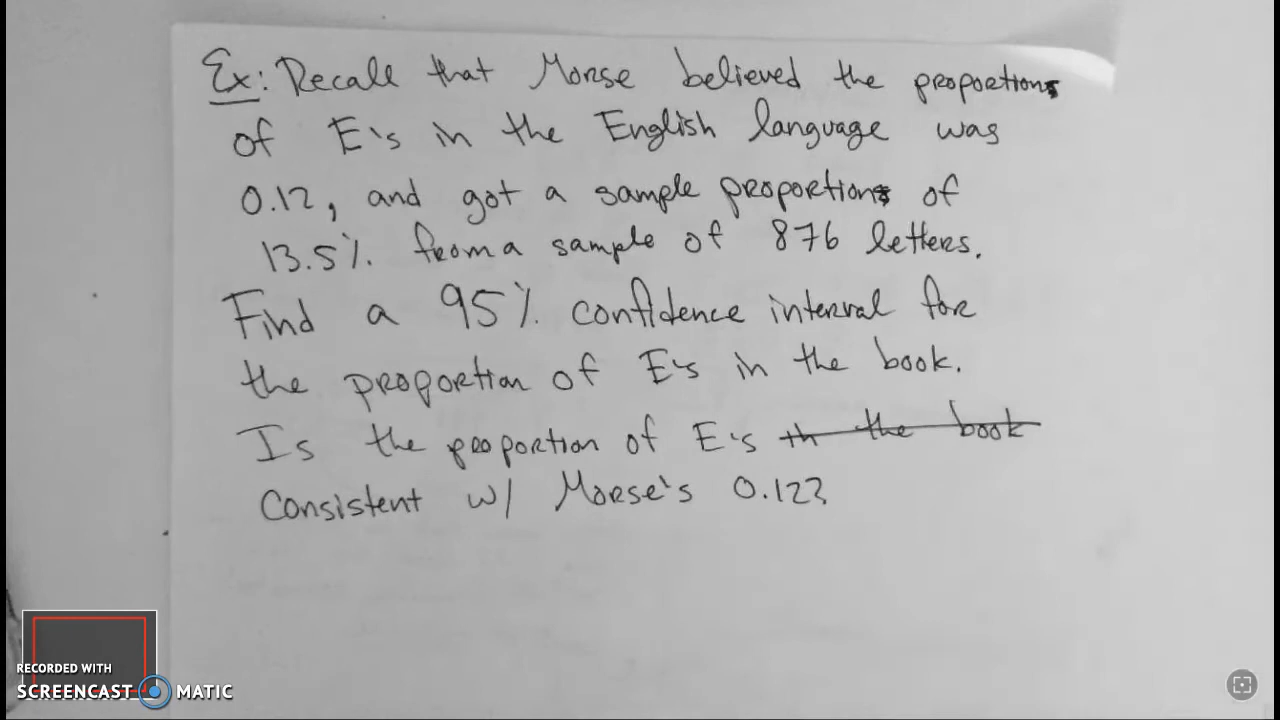 Ex: Recall that Morse believed the proportions
of E's in the English language was
0.12, and got a sample proportions of
13.5% from a sample of 876 letters.
Find a 95% confidence interval for
the proportion of E's in the book.
Is the proportion of E's in the book
Consistent w/ Morse's 0.12?
RECORDED WITH
SCREENCAST MATIC